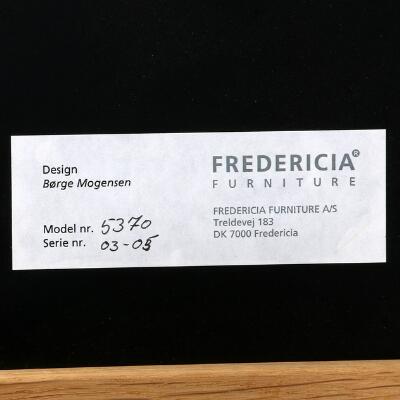 Design
Børge Mogensen
Model nr. 5370
Serie nr. 03-05
FREDERICIA®
FURNITURE
FREDERICIA FURNITURE A/S
Treldevej 183
DK 7000 Fredericia